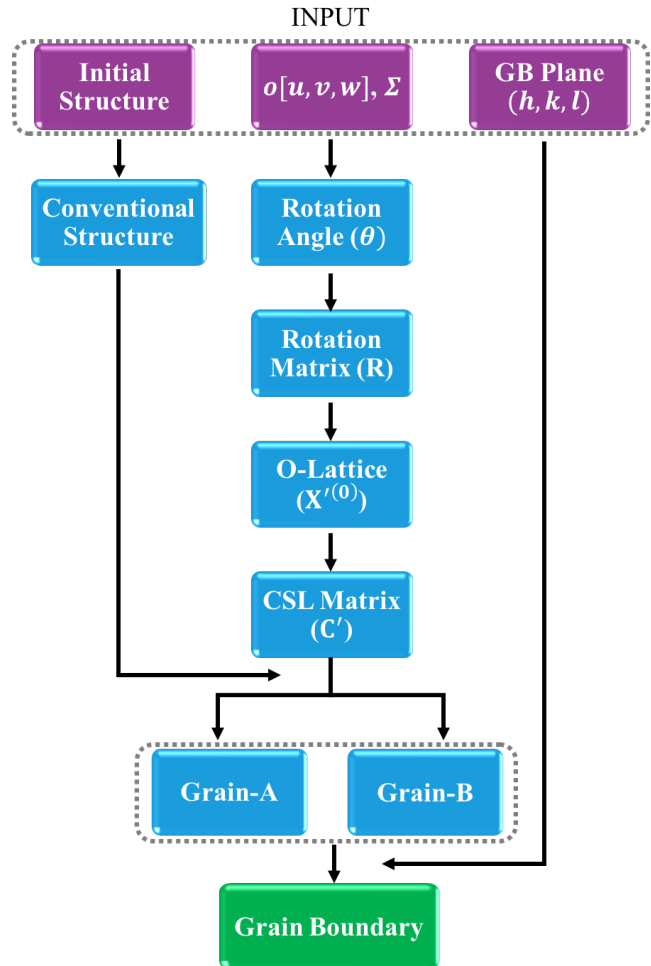 INPUT
Initial
Structure
o[u, v, w], Σ
GB Plane
(h, k, l)
Conventional
Structure
Rotation
Angle (θ)
Rotation
Matrix (R)
O-Lattice
(X′⁽⁰⁾)
CSL Matrix
(C′)
Grain-A
Grain-B
Grain Boundary